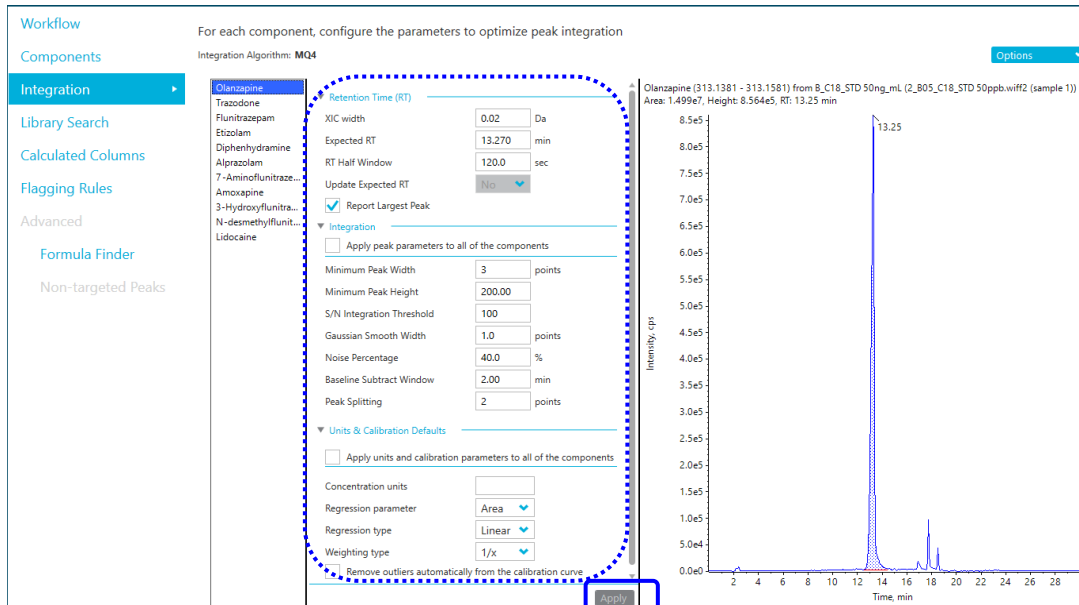 Workflow
Components
Integration
Library Search
Calculated Columns
Flagging Rules
Advanced
Formula Finder
Non-targeted Peaks
For each component, configure the parameters to optimize peak integration
Integration Algorithm: MQ4
Options
Olanzapine
Trazodone
Flunitrazepam
Etizolam
Diphenhydramine
Alprazolam
7-Aminoflunitraze...
Amoxapine
3-Hydroxyflunitra...
N-desmethylflunit...
Lidocaine
Retention Time (RT)
XIC width 0.02 Da
Expected RT 13.270 min
RT Half Window 120.0 sec
Update Expected RT No
Report Largest Peak
Integration
Apply peak parameters to all of the components
Minimum Peak Width 3 points
Minimum Peak Height 200.00
S/N Integration Threshold 100
Gaussian Smooth Width 1.0 points
Noise Percentage 40.0 %
Baseline Subtract Window 2.00 min
Peak Splitting 2 points
Units & Calibration Defaults
Apply units and calibration parameters to all of the components
Concentration units
Regression parameter Area
Regression type Linear
Weighting type 1/x
Remove outliers automatically from the calibration curve
Apply
Olanzapine (313.1381 - 313.1581) from B_C18_STD 50ng_mL (2_B05_C18_STD 50ppb.wiff2 (sample 1))
Area: 1.499e7, Height: 8.564e5, RT: 13.25 min
13.25
8.5e5
8.0e5
7.5e5
7.0e5
6.5e5
6.0e5
5.5e5
5.0e5
4.5e5
4.0e5
3.5e5
3.0e5
2.5e5
2.0e5
1.5e5
1.0e5
5.0e4
0.0e0
Intensity, cps
2 4 6 8 10 12 14 16 18 20 22 24 26 28
Time, min